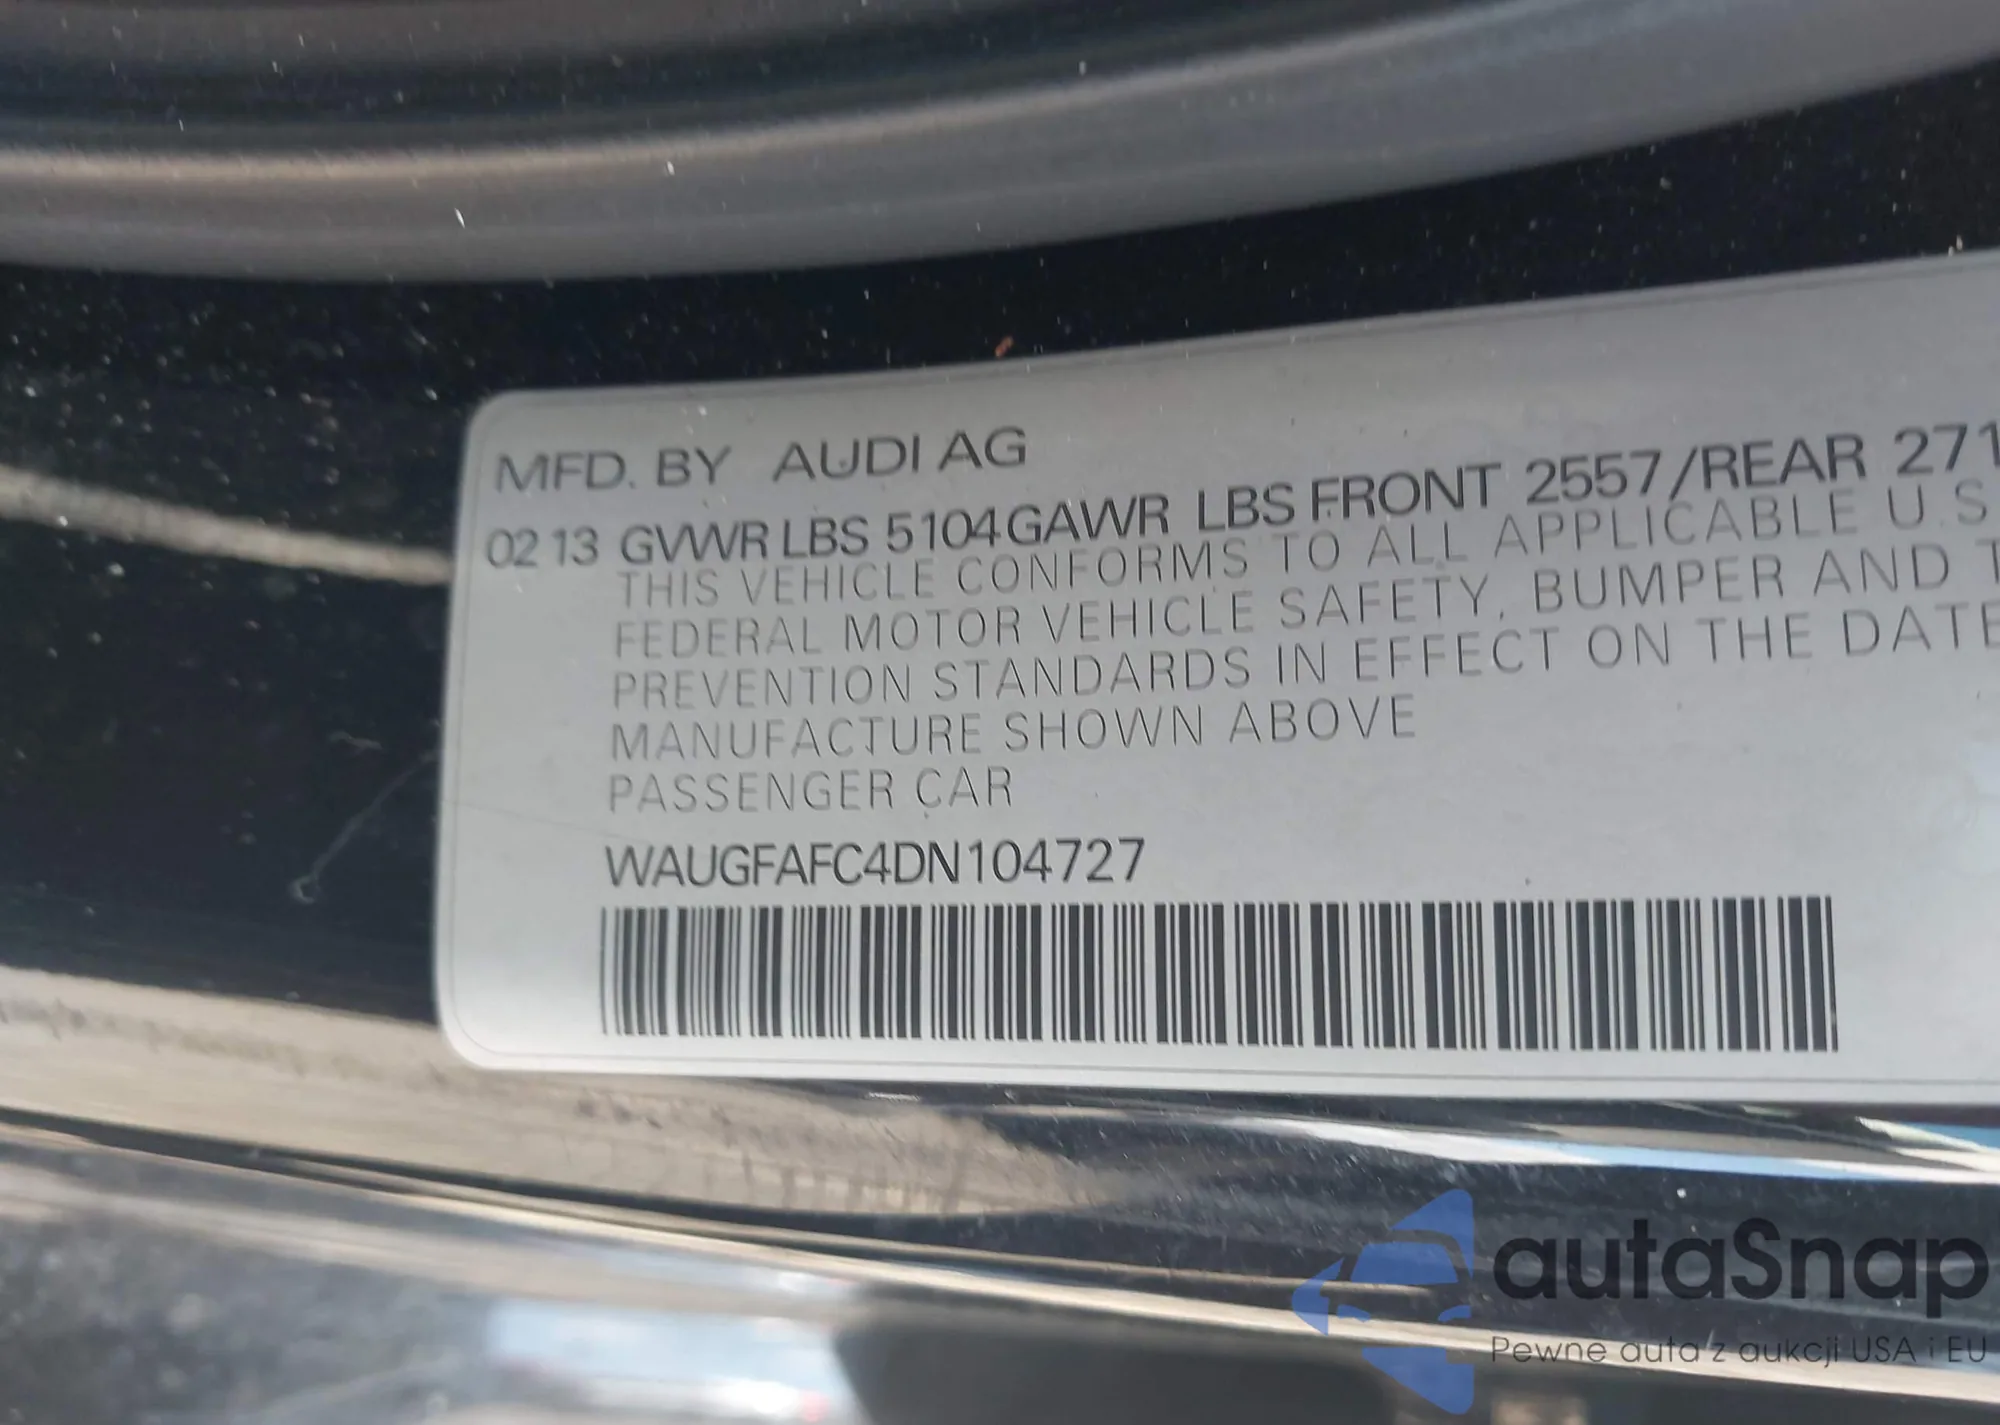 MFD. BY AUDI AG
02 13 GVWR LBS 5104 GAWR LBS FRONT 2557/REAR 271
THIS VEHICLE CONFORMS TO ALL APPLICABLE U.S
FEDERAL MOTOR VEHICLE SAFETY, BUMPER AND T
PREVENTION STANDARDS IN EFFECT ON THE DATE
MANUFACTURE SHOWN ABOVE
PASSENGER CAR
WAUGFAFC4DN104727
autaSnap
Pewne auta z aukcji USA i EU